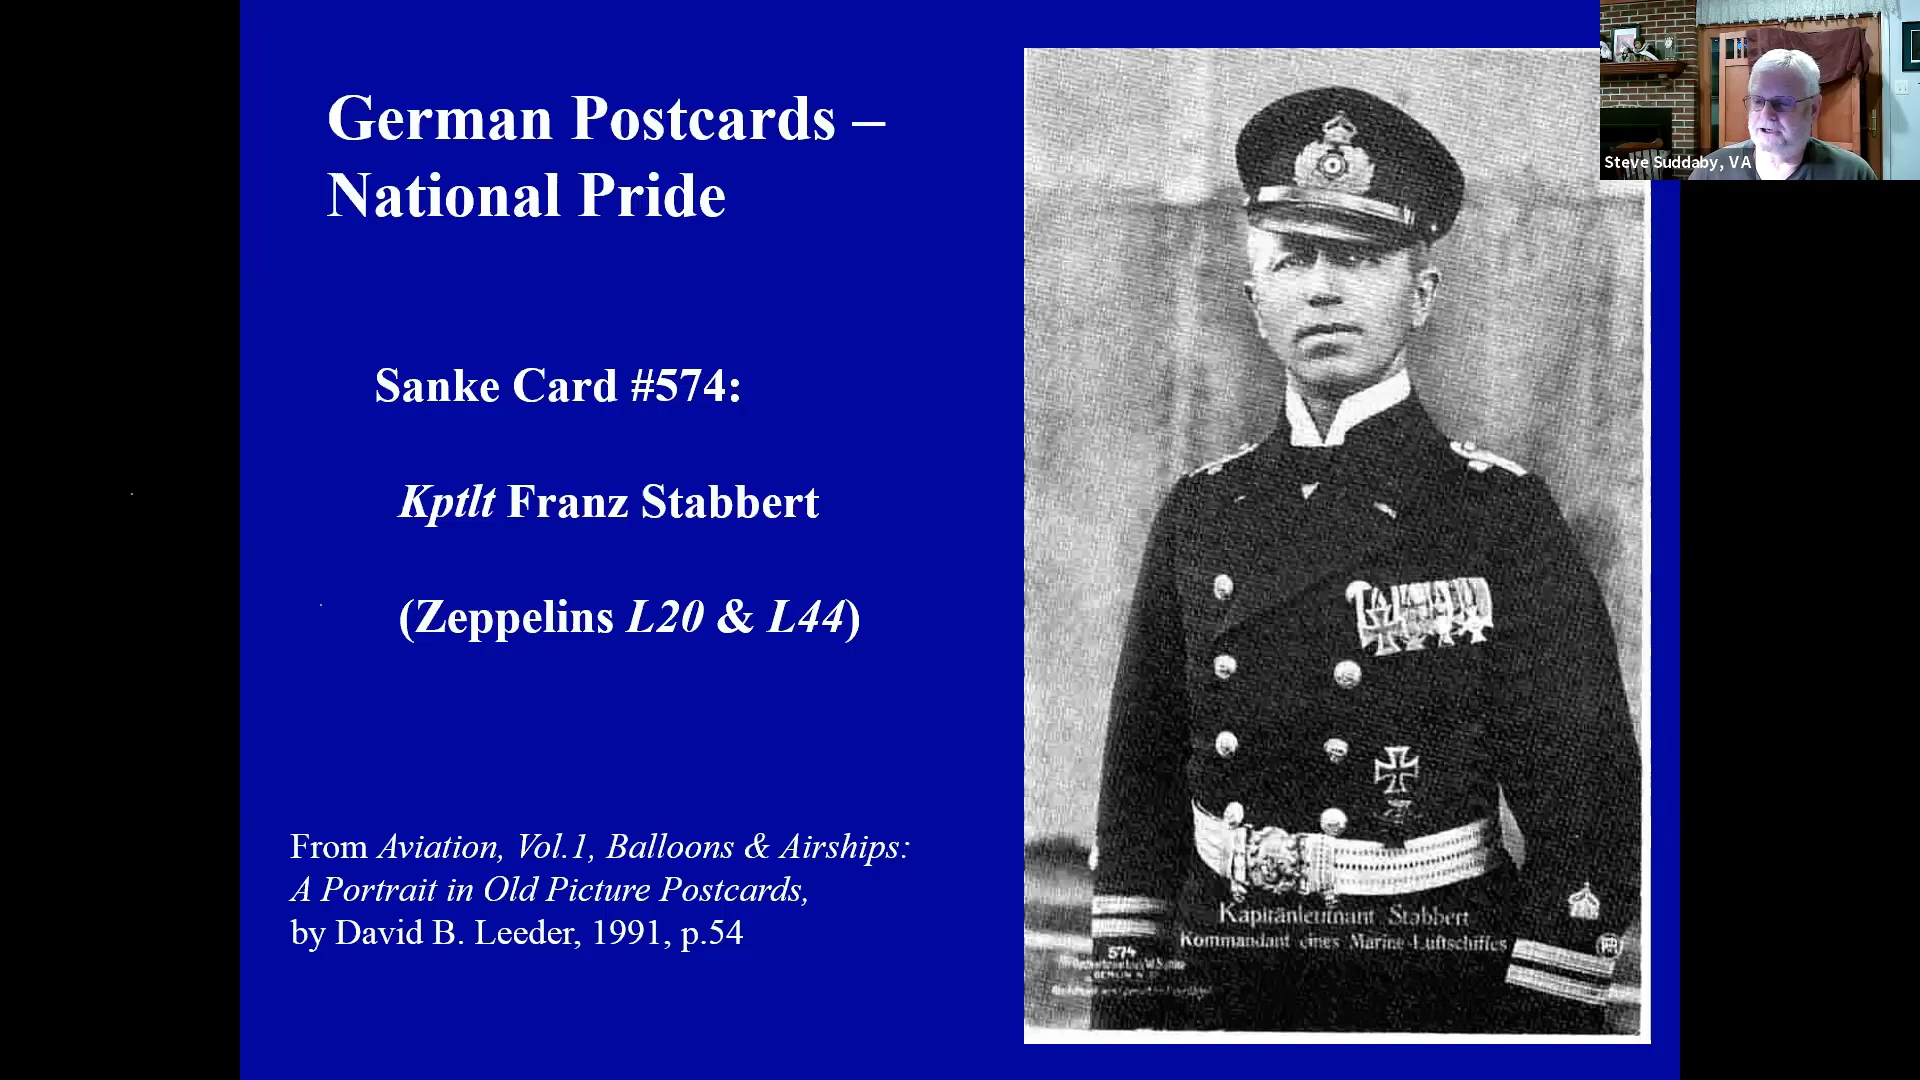 German Postcards –
National Pride
Sanke Card #574:
Kptlt Franz Stabbert
(Zeppelins L20 & L44)
From Aviation, Vol.1, Balloons & Airships:
A Portrait in Old Picture Postcards,
by David B. Leeder, 1991, p.54
Steve Suddaby, VA
Kapitänleutnant Stabbert
Kommandant eines Marine-Luftschiffes
574
BERLIN N